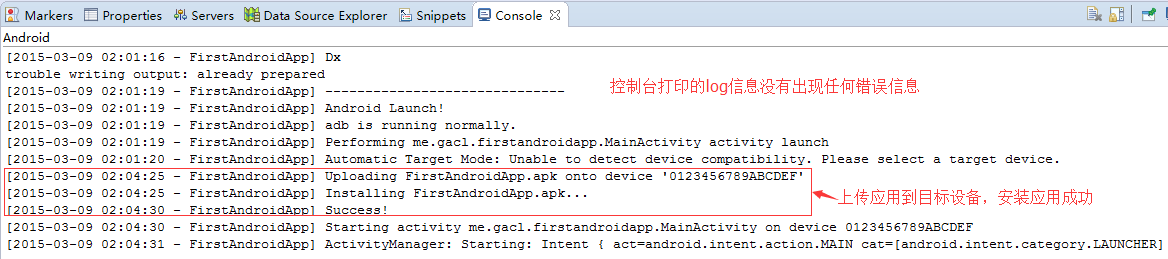 Markers Properties Servers Data Source Explorer Snippets Console
Android
[2015-03-09 02:01:16 - FirstAndroidApp] Dx
trouble writing output: already prepared
[2015-03-09 02:01:19 - FirstAndroidApp] ------------------------------
控制台打印的log信息没有出现任何错误信息
[2015-03-09 02:01:19 - FirstAndroidApp] Android Launch!
[2015-03-09 02:01:19 - FirstAndroidApp] adb is running normally.
[2015-03-09 02:01:19 - FirstAndroidApp] Performing me.gacl.firstandroidapp.MainActivity activity launch
[2015-03-09 02:01:20 - FirstAndroidApp] Automatic Target Mode: Unable to detect device compatibility. Please select a target device.
[2015-03-09 02:04:25 - FirstAndroidApp] Uploading FirstAndroidApp.apk onto device '0123456789ABCDEF'
[2015-03-09 02:04:25 - FirstAndroidApp] Installing FirstAndroidApp.apk...
上传应用到目标设备，安装应用成功
[2015-03-09 02:04:30 - FirstAndroidApp] Success!
[2015-03-09 02:04:30 - FirstAndroidApp] Starting activity me.gacl.firstandroidapp.MainActivity on device 0123456789ABCDEF
[2015-03-09 02:04:31 - FirstAndroidApp] ActivityManager: Starting: Intent { act=android.intent.action.MAIN cat=[android.intent.category.LAUNCHER]